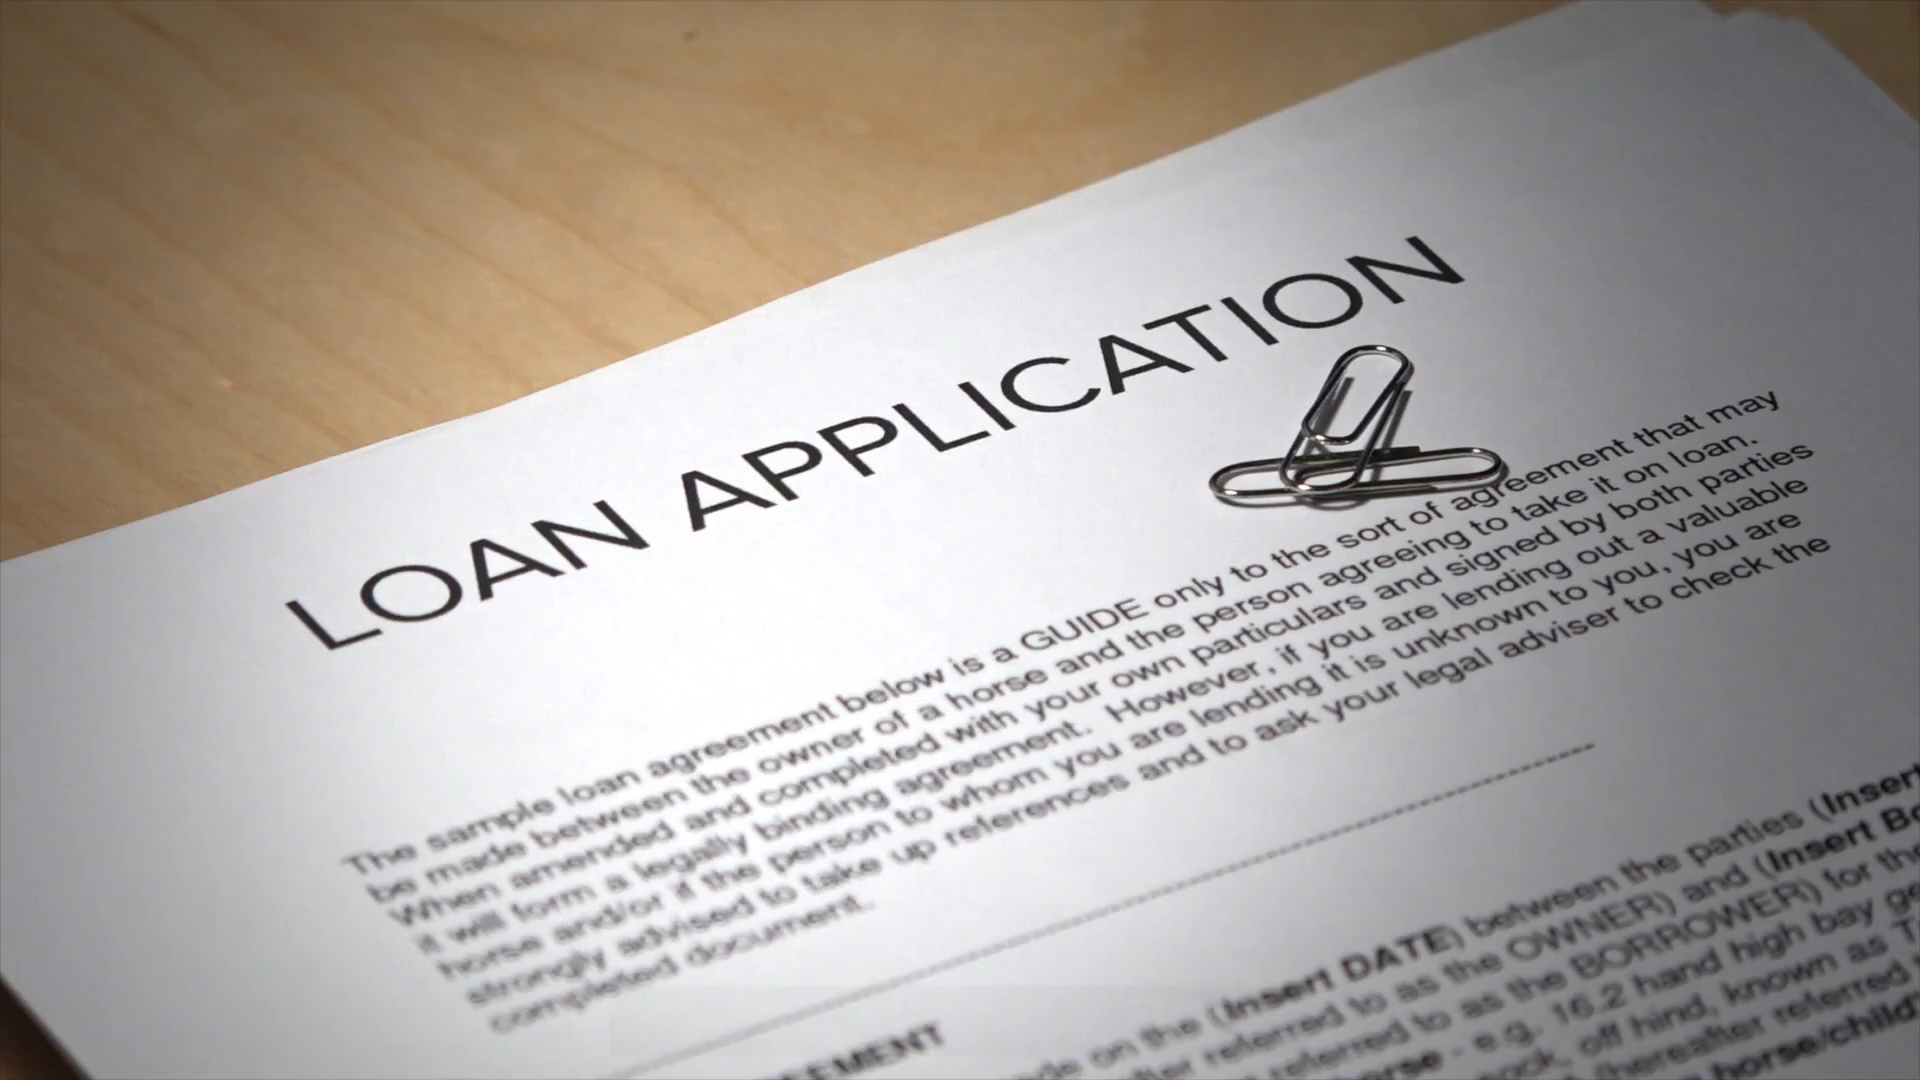 LOAN APPLICATION
The sample loan agreement below is a GUIDE only to the sort of agreement that may
be made between the owner of a horse and the person agreeing to take it on loan.
When amended and completed with your own particulars and signed by both parties
it will form a legally binding agreement. However, if you are lending out a valuable
horse and/or if the person to whom you are lending it is unknown to you, you are
strongly advised to take up references and to ask your legal adviser to check the
completed document.
on the (Insert DATE) between the parties (Insert
referred to as the OWNER) and (Insert
referred to as the BORROWER) for the
- e.g. 16.2 hand high bay
off hind, known as
(hereafter referred
horse/child